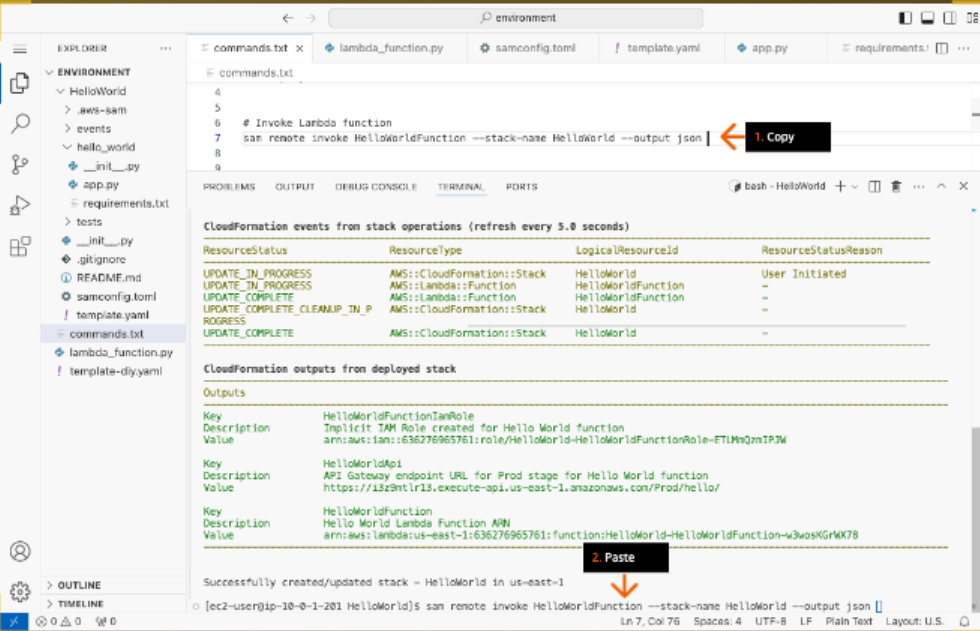 environment
EXPLORER
commands.txt
lambda_function.py
samconfig.toml
template.yaml
app.py
requirements.
ENVIRONMENT
HelloWorld
.aws-sam
events
hello_world
__init__.py
app.py
requirements.txt
tests
__init__.py
.gitignore
README.md
samconfig.toml
template.yaml
commands.txt
lambda_function.py
template-diy.yaml
OUTLINE
TIMELINE
commands.txt
4
5
6 # Invoke Lambda function
7 sam remote invoke HelloWorldFunction --stack-name HelloWorld --output json
8
9
1. Copy
PROBLEMS OUTPUT DEBUG CONSOLE TERMINAL PORTS
bash - HelloWorld
CloudFormation events from stack operations (refresh every 5.0 seconds)
ResourceStatus ResourceType LogicalResourceId ResourceStatusReason
UPDATE_IN_PROGRESS AWS::CloudFormation::Stack HelloWorld User Initiated
UPDATE_IN_PROGRESS AWS::Lambda::Function HelloWorldFunction -
UPDATE_COMPLETE AWS::Lambda::Function HelloWorldFunction -
UPDATE_COMPLETE_CLEANUP_IN_P AWS::CloudFormation::Stack HelloWorld -
ROGRESS
UPDATE_COMPLETE AWS::CloudFormation::Stack HelloWorld -
CloudFormation outputs from deployed stack
Outputs
Key HelloWorldFunctionIamRole
Description Implicit IAM Role created for Hello World function
Value arn:aws:iam::636276965761:role/HelloWorld-HelloWorldFunctionRole-ETLMmQzmIPJW
Key HelloWorldApi
Description API Gateway endpoint URL for Prod stage for Hello World function
Value https://i3z9mtlr13.execute-api.us-east-1.amazonaws.com/Prod/hello/
Key HelloWorldFunction
Description Hello World Lambda Function ARN
Value arn:aws:lambda:us-east-1:636276965761:function:HelloWorld-HelloWorldFunction-w3wosKGrWX78
2. Paste
Successfully created/updated stack - HelloWorld in us-east-1
[ec2-user@ip-10-0-1-201 HelloWorld]$ sam remote invoke HelloWorldFunction --stack-name HelloWorld --output json
0 0 0
Ln 7, Col 76 Spaces: 4 UTF-8 LF Plain Text Layout: U.S.